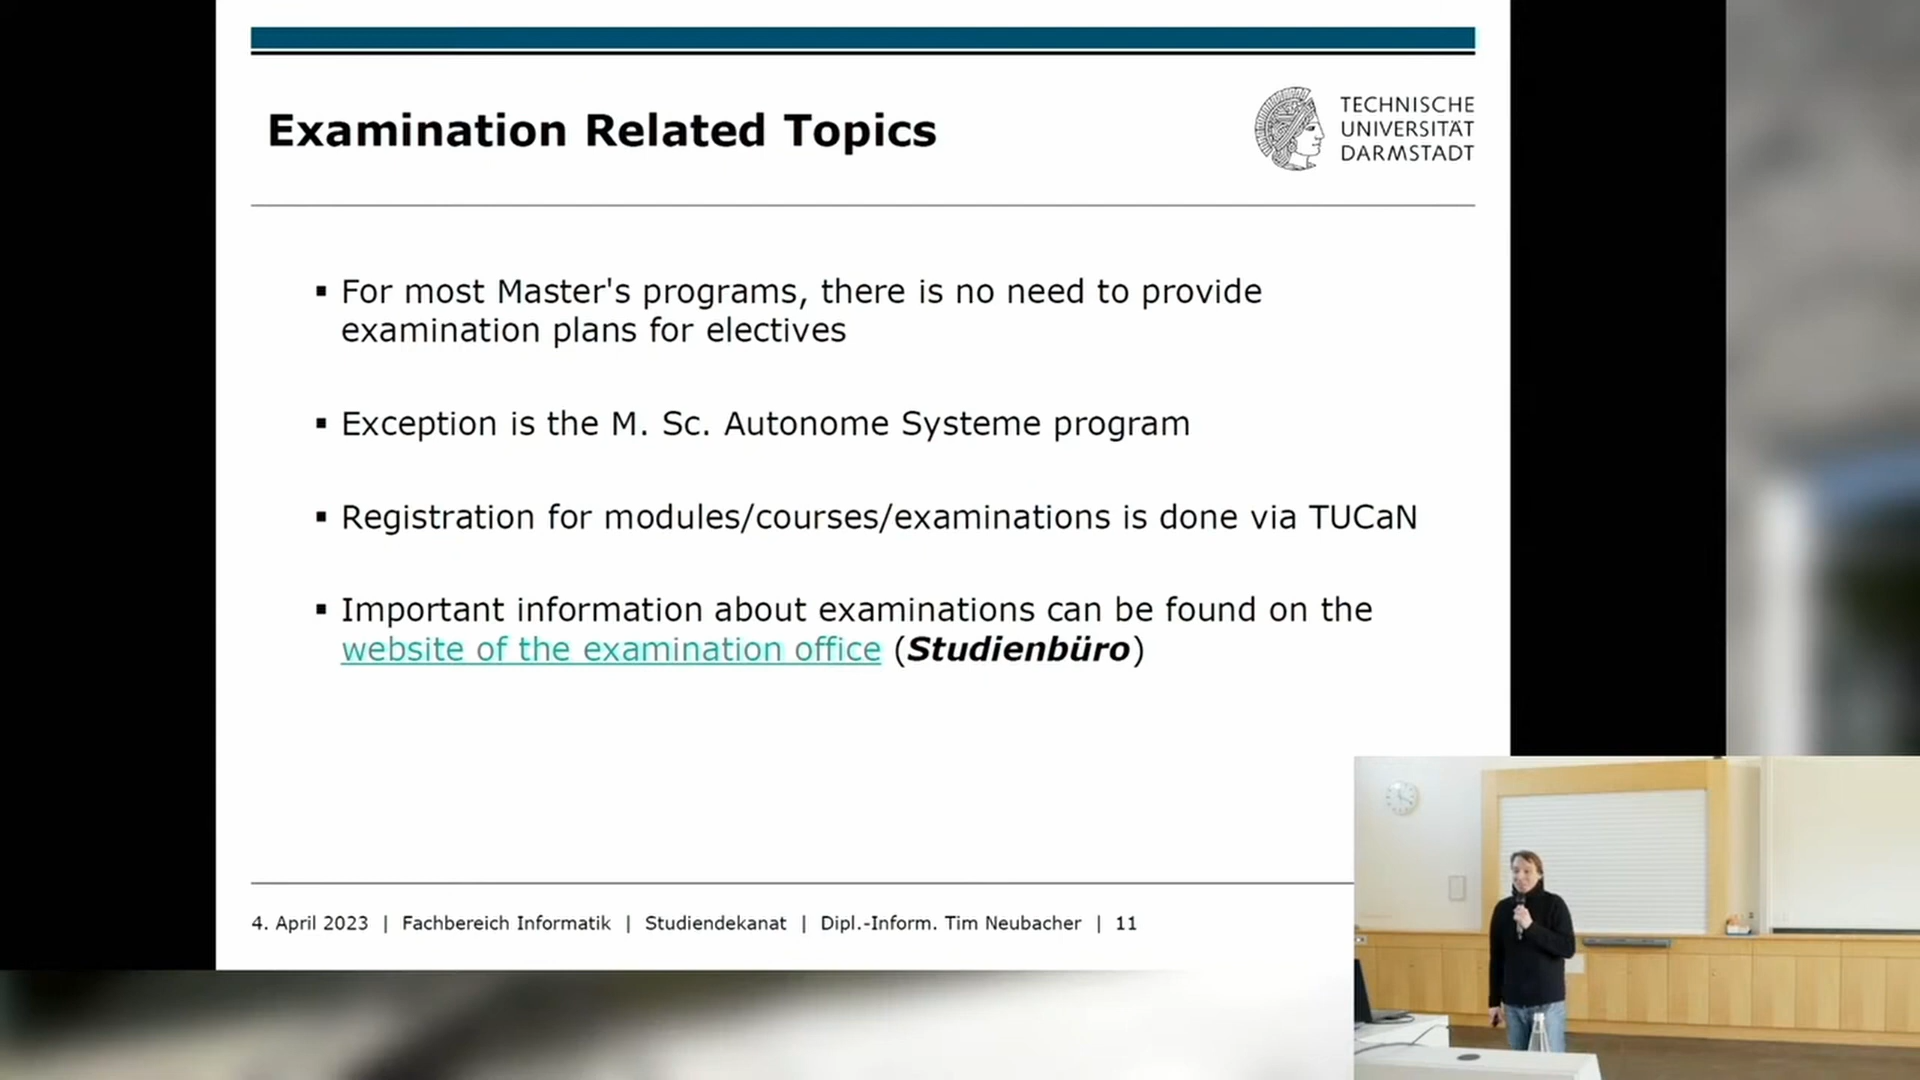 Examination Related Topics
TECHNISCHE
UNIVERSITÄT
DARMSTADT
▪ For most Master's programs, there is no need to provide
examination plans for electives
▪ Exception is the M. Sc. Autonome Systeme program
▪ Registration for modules/courses/examinations is done via TUCaN
▪ Important information about examinations can be found on the
website of the examination office (Studienbüro)
4. April 2023 | Fachbereich Informatik | Studiendekanat | Dipl.-Inform. Tim Neubacher | 11